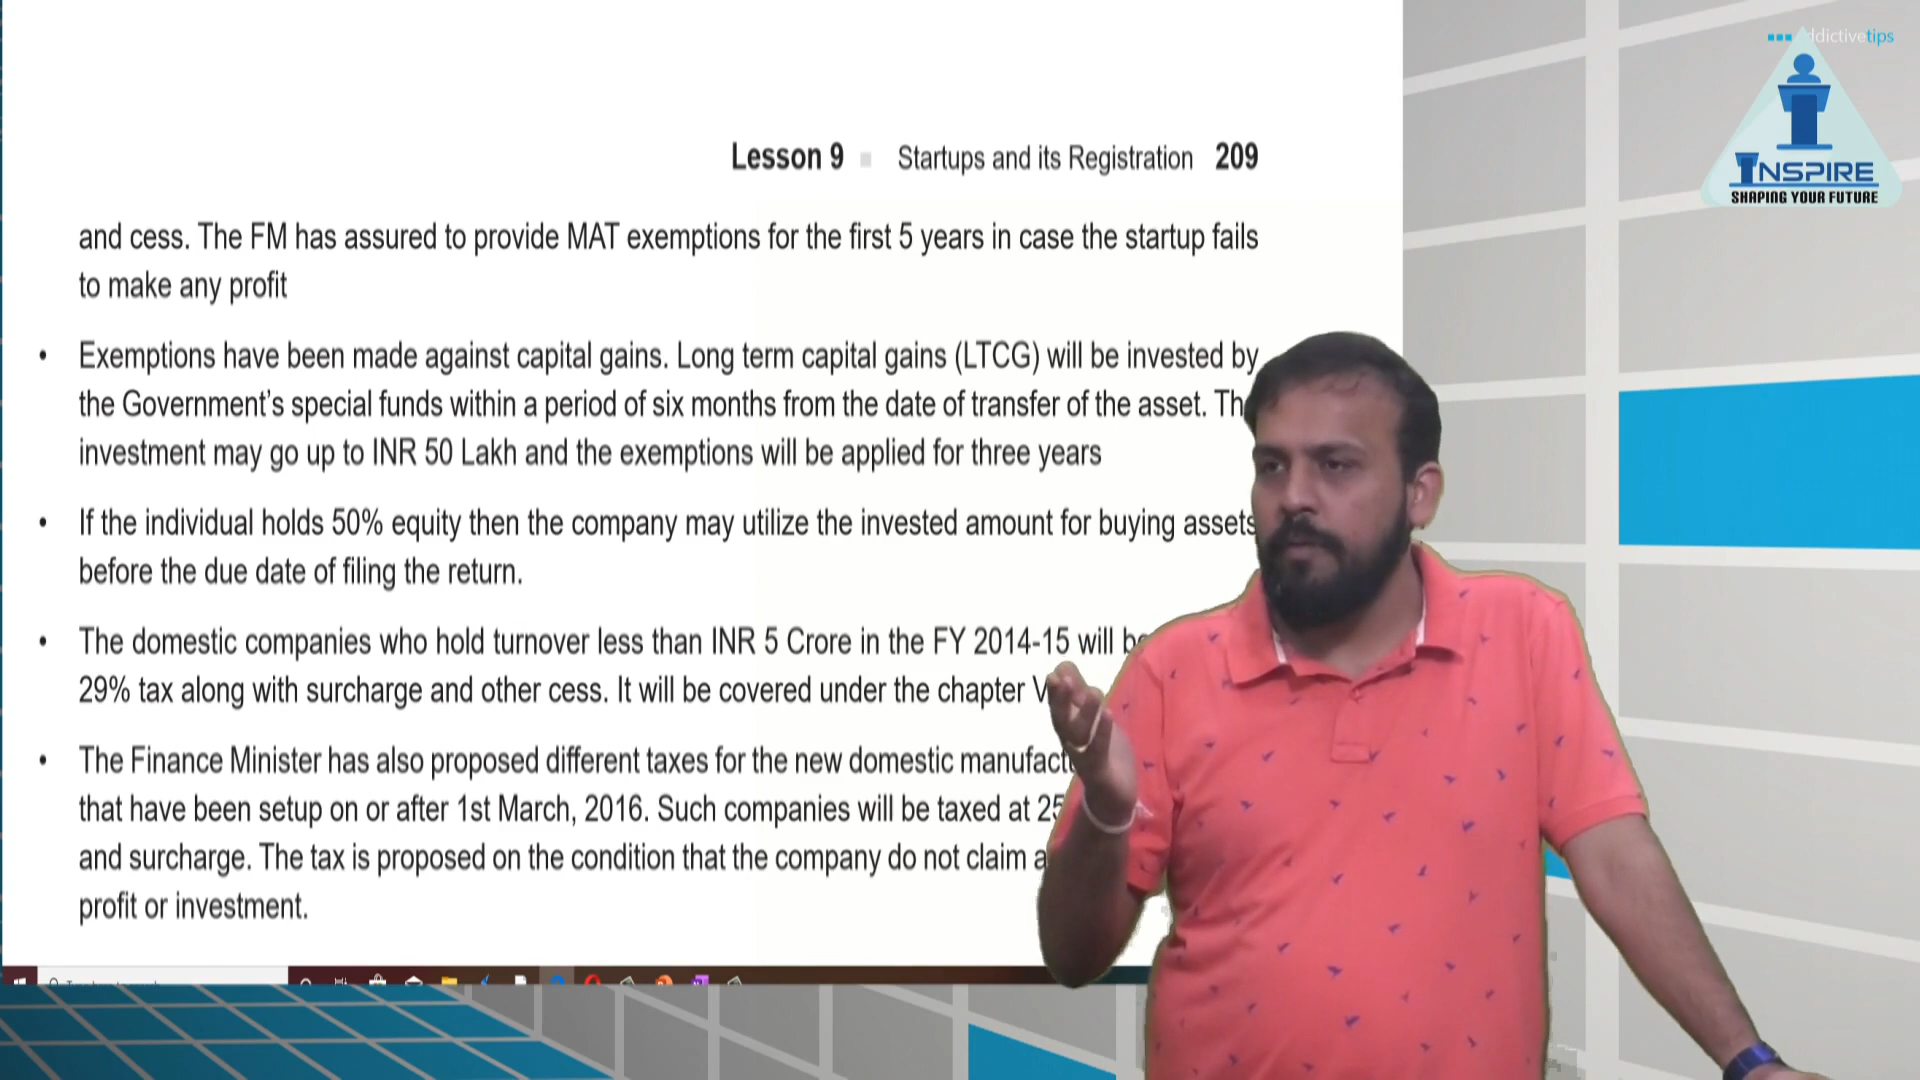 ddictivetips
INSPIRE
SHAPING YOUR FUTURE
Lesson 9 Startups and its Registration 209
and cess. The FM has assured to provide MAT exemptions for the first 5 years in case the startup fails
to make any profit
• Exemptions have been made against capital gains. Long term capital gains (LTCG) will be invested by
the Government's special funds within a period of six months from the date of transfer of the asset.
investment may go up to INR 50 Lakh and the exemptions will be applied for three years
• If the individual holds 50% equity then the company may utilize the invested amount for buying assets
before the due date of filing the return.
• The domestic companies who hold turnover less than INR 5 Crore in the FY 2014-15 will
29% tax along with surcharge and other cess. It will be covered under the chapter
• The Finance Minister has also proposed different taxes for the new domestic
that have been setup on or after 1st March, 2016. Such companies will be taxed at
and surcharge. The tax is proposed on the condition that the company do not claim
profit or investment.